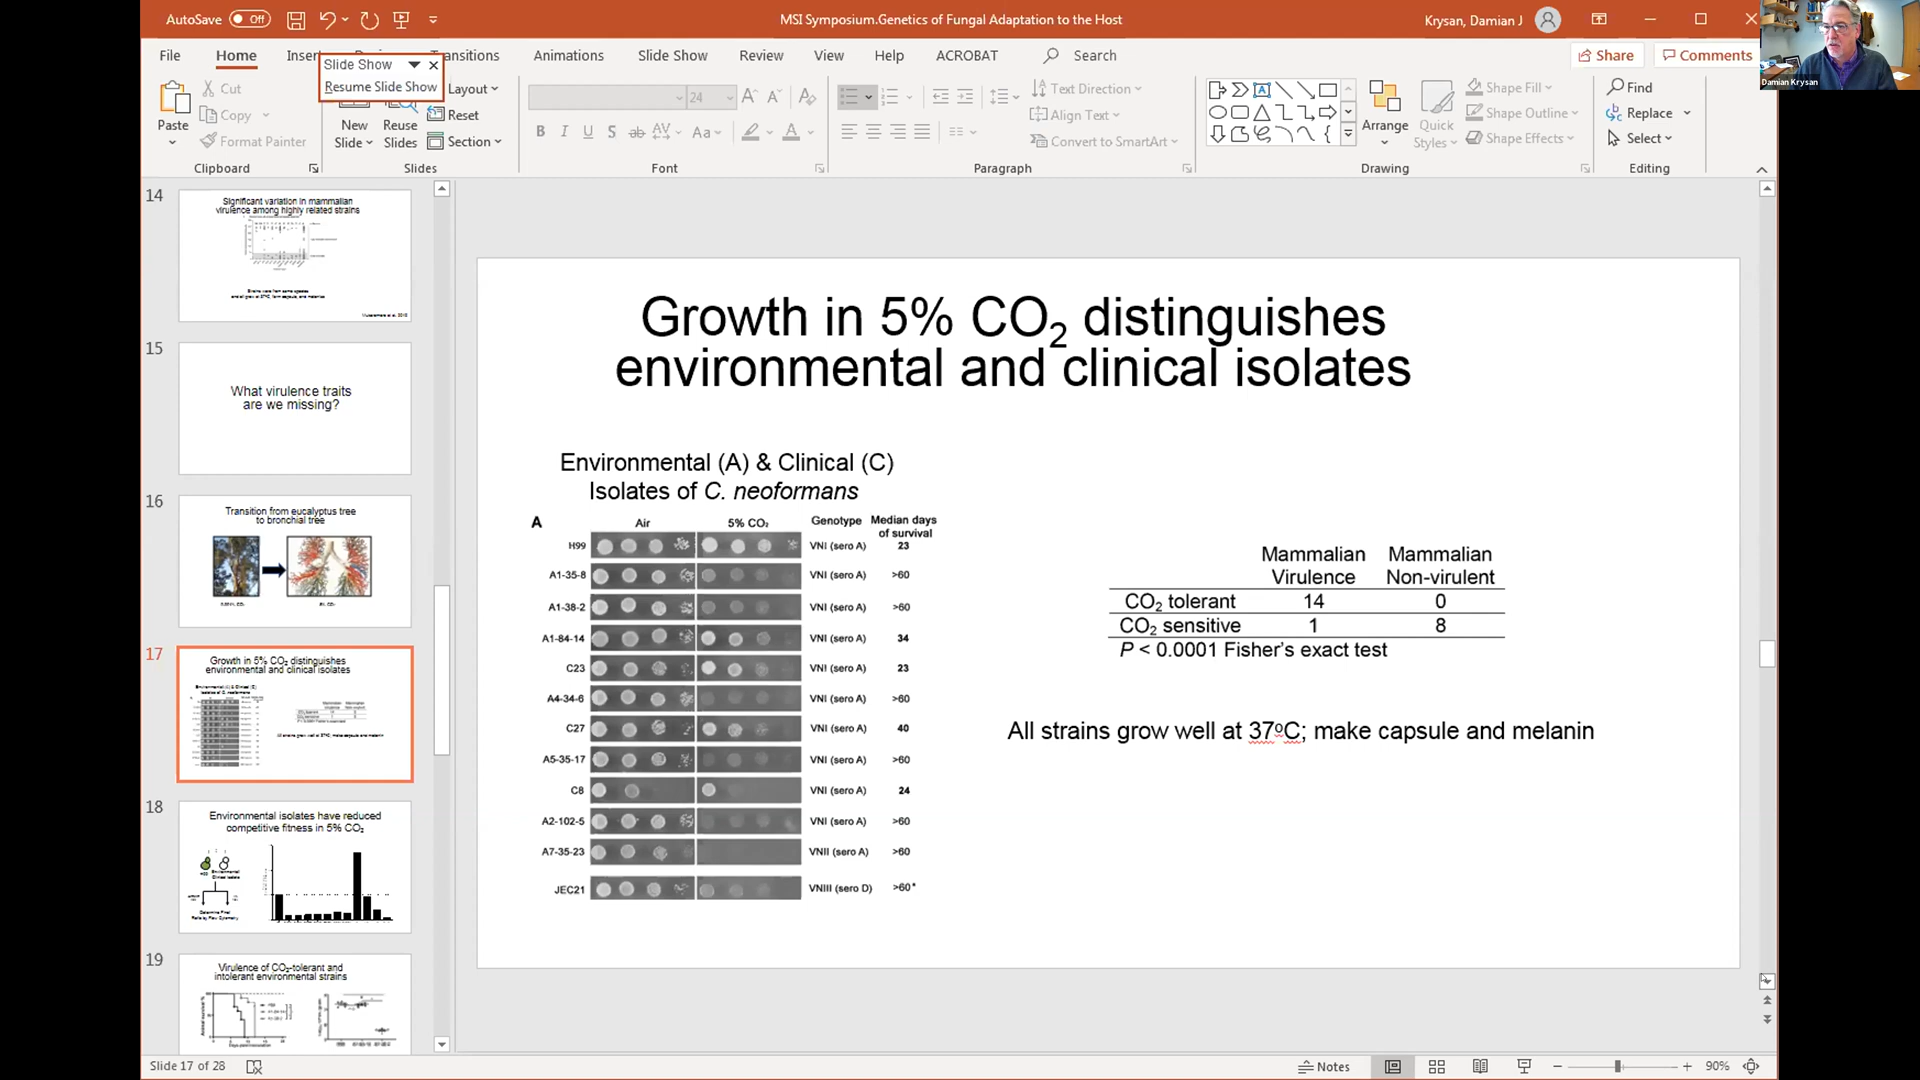 AutoSave Off
MSI Symposium.Genetics of Fungal Adaptation to the Host
Krysan, Damian J
Damian Krysan
File Home Insert Transitions Animations Slide Show Review View Help ACROBAT Search
Share Comments
Slide Show
Resume Slide Show
Paste
Cut
Copy
Format Painter
Clipboard
New Slide
Reuse Slides
Layout
Reset
Section
Slides
24
Font
Paragraph
Text Direction
Align Text
Convert to SmartArt
Arrange
Quick Styles
Shape Fill
Shape Outline
Shape Effects
Drawing
Find
Replace
Select
Editing
14
Significant variation in mammalian
virulence among highly related strains
15
What virulence traits
are we missing?
16
Transition from eucalyptus tree
to bronchial tree
17
Growth in 5% CO₂ distinguishes
environmental and clinical isolates
18
Environmental isolates have reduced
competitive fitness in 5% CO₂
19
Virulence of CO₂-tolerant and
intolerant environmental strains
Growth in 5% CO₂ distinguishes
environmental and clinical isolates
Environmental (A) & Clinical (C)
Isolates of C. neoformans
A Air 5% CO₂ Genotype Median days
of survival
H99 VNI (sero A) 23
A1-35-8 VNI (sero A) >60
A1-38-2 VNI (sero A) >60
A1-84-14 VNI (sero A) 34
C23 VNI (sero A) 23
A4-34-6 VNI (sero A) >60
C27 VNI (sero A) 40
A5-35-17 VNI (sero A) >60
C8 VNI (sero A) 24
A2-102-5 VNI (sero A) >60
A7-35-23 VNII (sero A) >60
JEC21 VNIII (sero D) >60*
Mammalian Mammalian
Virulence Non-virulent
CO₂ tolerant 14 0
CO₂ sensitive 1 8
P < 0.0001 Fisher's exact test
All strains grow well at 37ºC; make capsule and melanin
Slide 17 of 28
Notes
90%